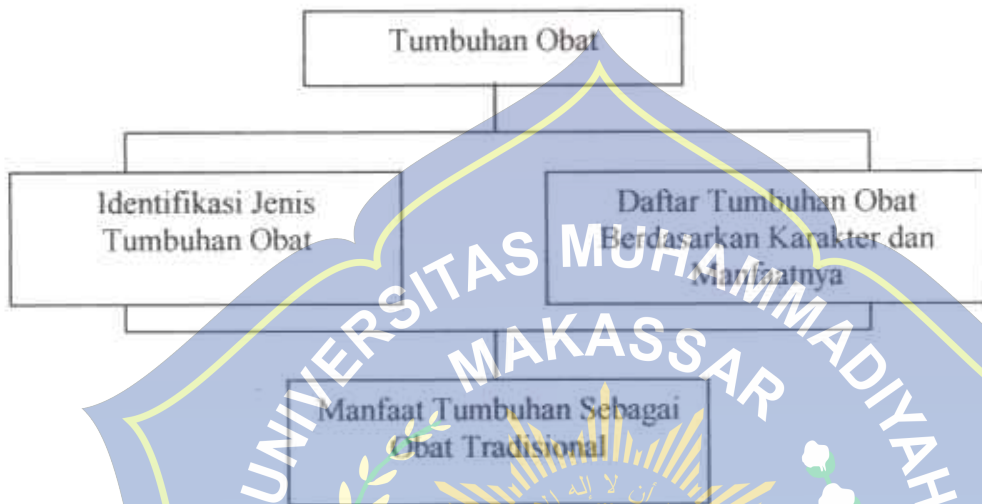 Tumbuhan Obat
Identifikasi Jenis
Tumbuhan Obat
Daftar Tumbuhan Obat
Berdasarkan Karakter dan
Manfaatnya
UNIVERSITAS MUHAMMADIYAH
MAKASSAR
Manfaat Tumbuhan Sebagai
Obat Tradisional